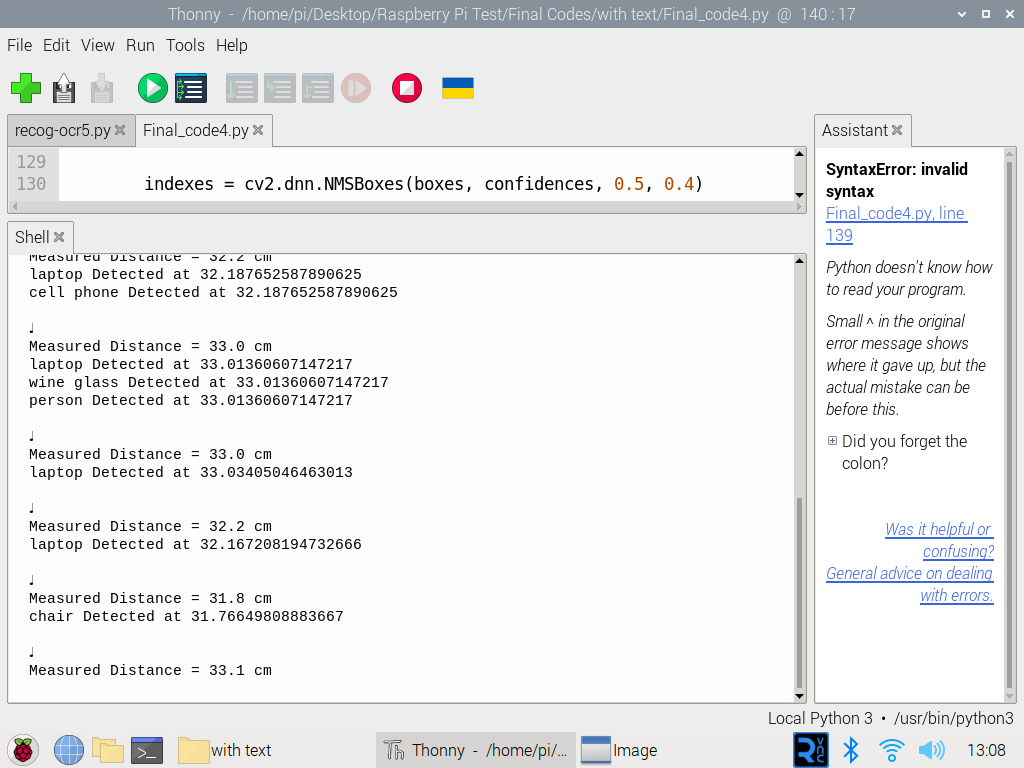 Thonny - /home/pi/Desktop/Raspberry Pi Test/Final Codes/with text/Final_code4.py @ 140 : 17
File Edit View Run Tools Help
recog-ocr5.py
Final_code4.py
129
130 indexes = cv2.dnn.NMSBoxes(boxes, confidences, 0.5, 0.4)
Shell
Measured Distance = 32.2 cm
laptop Detected at 32.187652587890625
cell phone Detected at 32.187652587890625
♩
Measured Distance = 33.0 cm
laptop Detected at 33.01360607147217
wine glass Detected at 33.01360607147217
person Detected at 33.01360607147217
♩
Measured Distance = 33.0 cm
laptop Detected at 33.03405046463013
♩
Measured Distance = 32.2 cm
laptop Detected at 32.167208194732666
♩
Measured Distance = 31.8 cm
chair Detected at 31.76649808883667
♩
Measured Distance = 33.1 cm
Assistant
SyntaxError: invalid
syntax
Final_code4.py, line
139
Python doesn't know how
to read your program.
Small ^ in the original
error message shows
where it gave up, but the
actual mistake can be
before this.
Did you forget the
colon?
Was it helpful or
confusing?
General advice on dealing
with errors.
Local Python 3 • /usr/bin/python3
with text
Thonny - /home/pi/...
Image
13:08